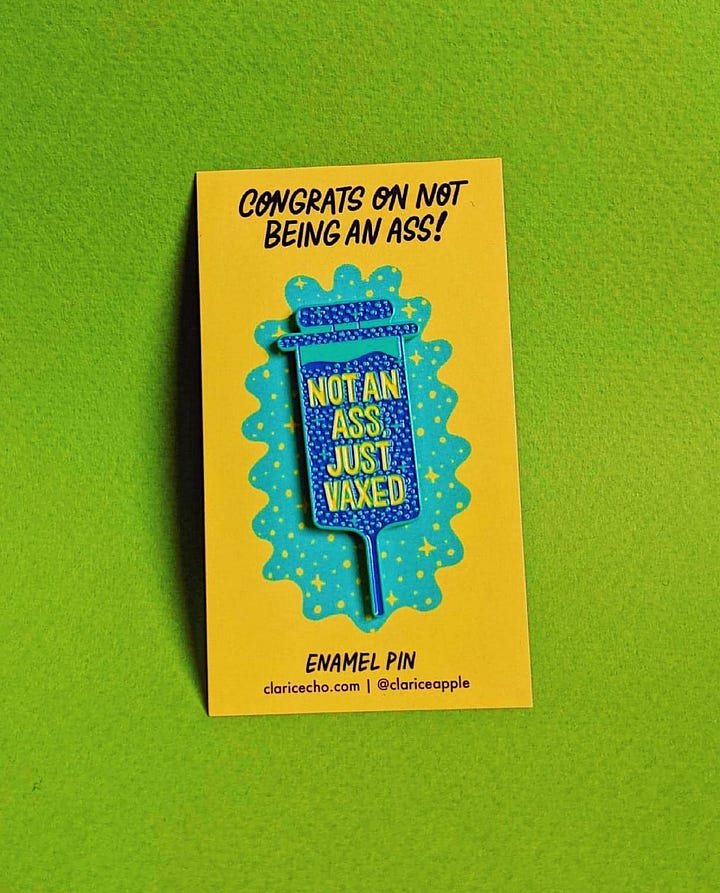 CONGRATS ON NOT
BEING AN ASS!
NOT AN
ASS,
JUST
VAXED
ENAMEL PIN
claricecho.com | @clariceapple